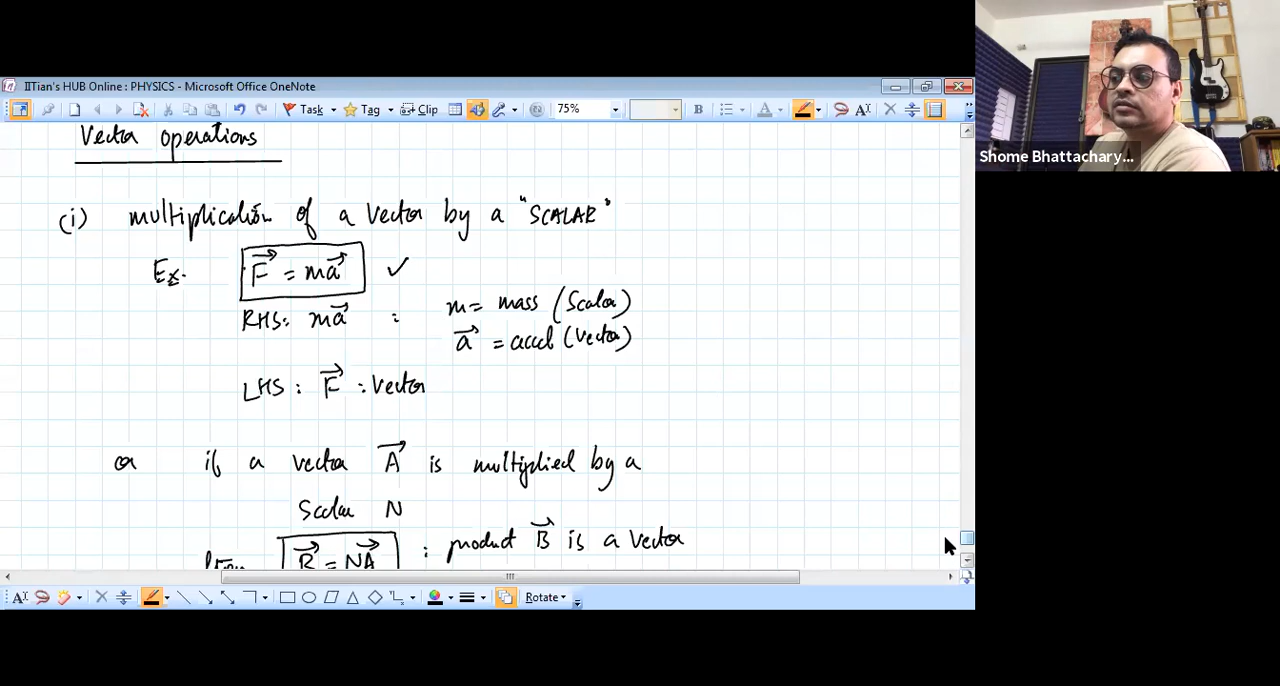 IITian's HUB Online : PHYSICS - Microsoft Office OneNote
Task Tag Clip 75% B A
Vector operations
(i) multiplication of a vector by a "SCALAR"
Ex. F⃗ = ma⃗ ✓
RHS: ma⃗ : m = mass (Scalar)
a⃗ = accel (Vector)
LHS : F⃗ : Vector
or if a vector A⃗ is multiplied by a
Scalar N
then B⃗ = NA⃗ : product B⃗ is a vector
Rotate
Shome Bhattachary...